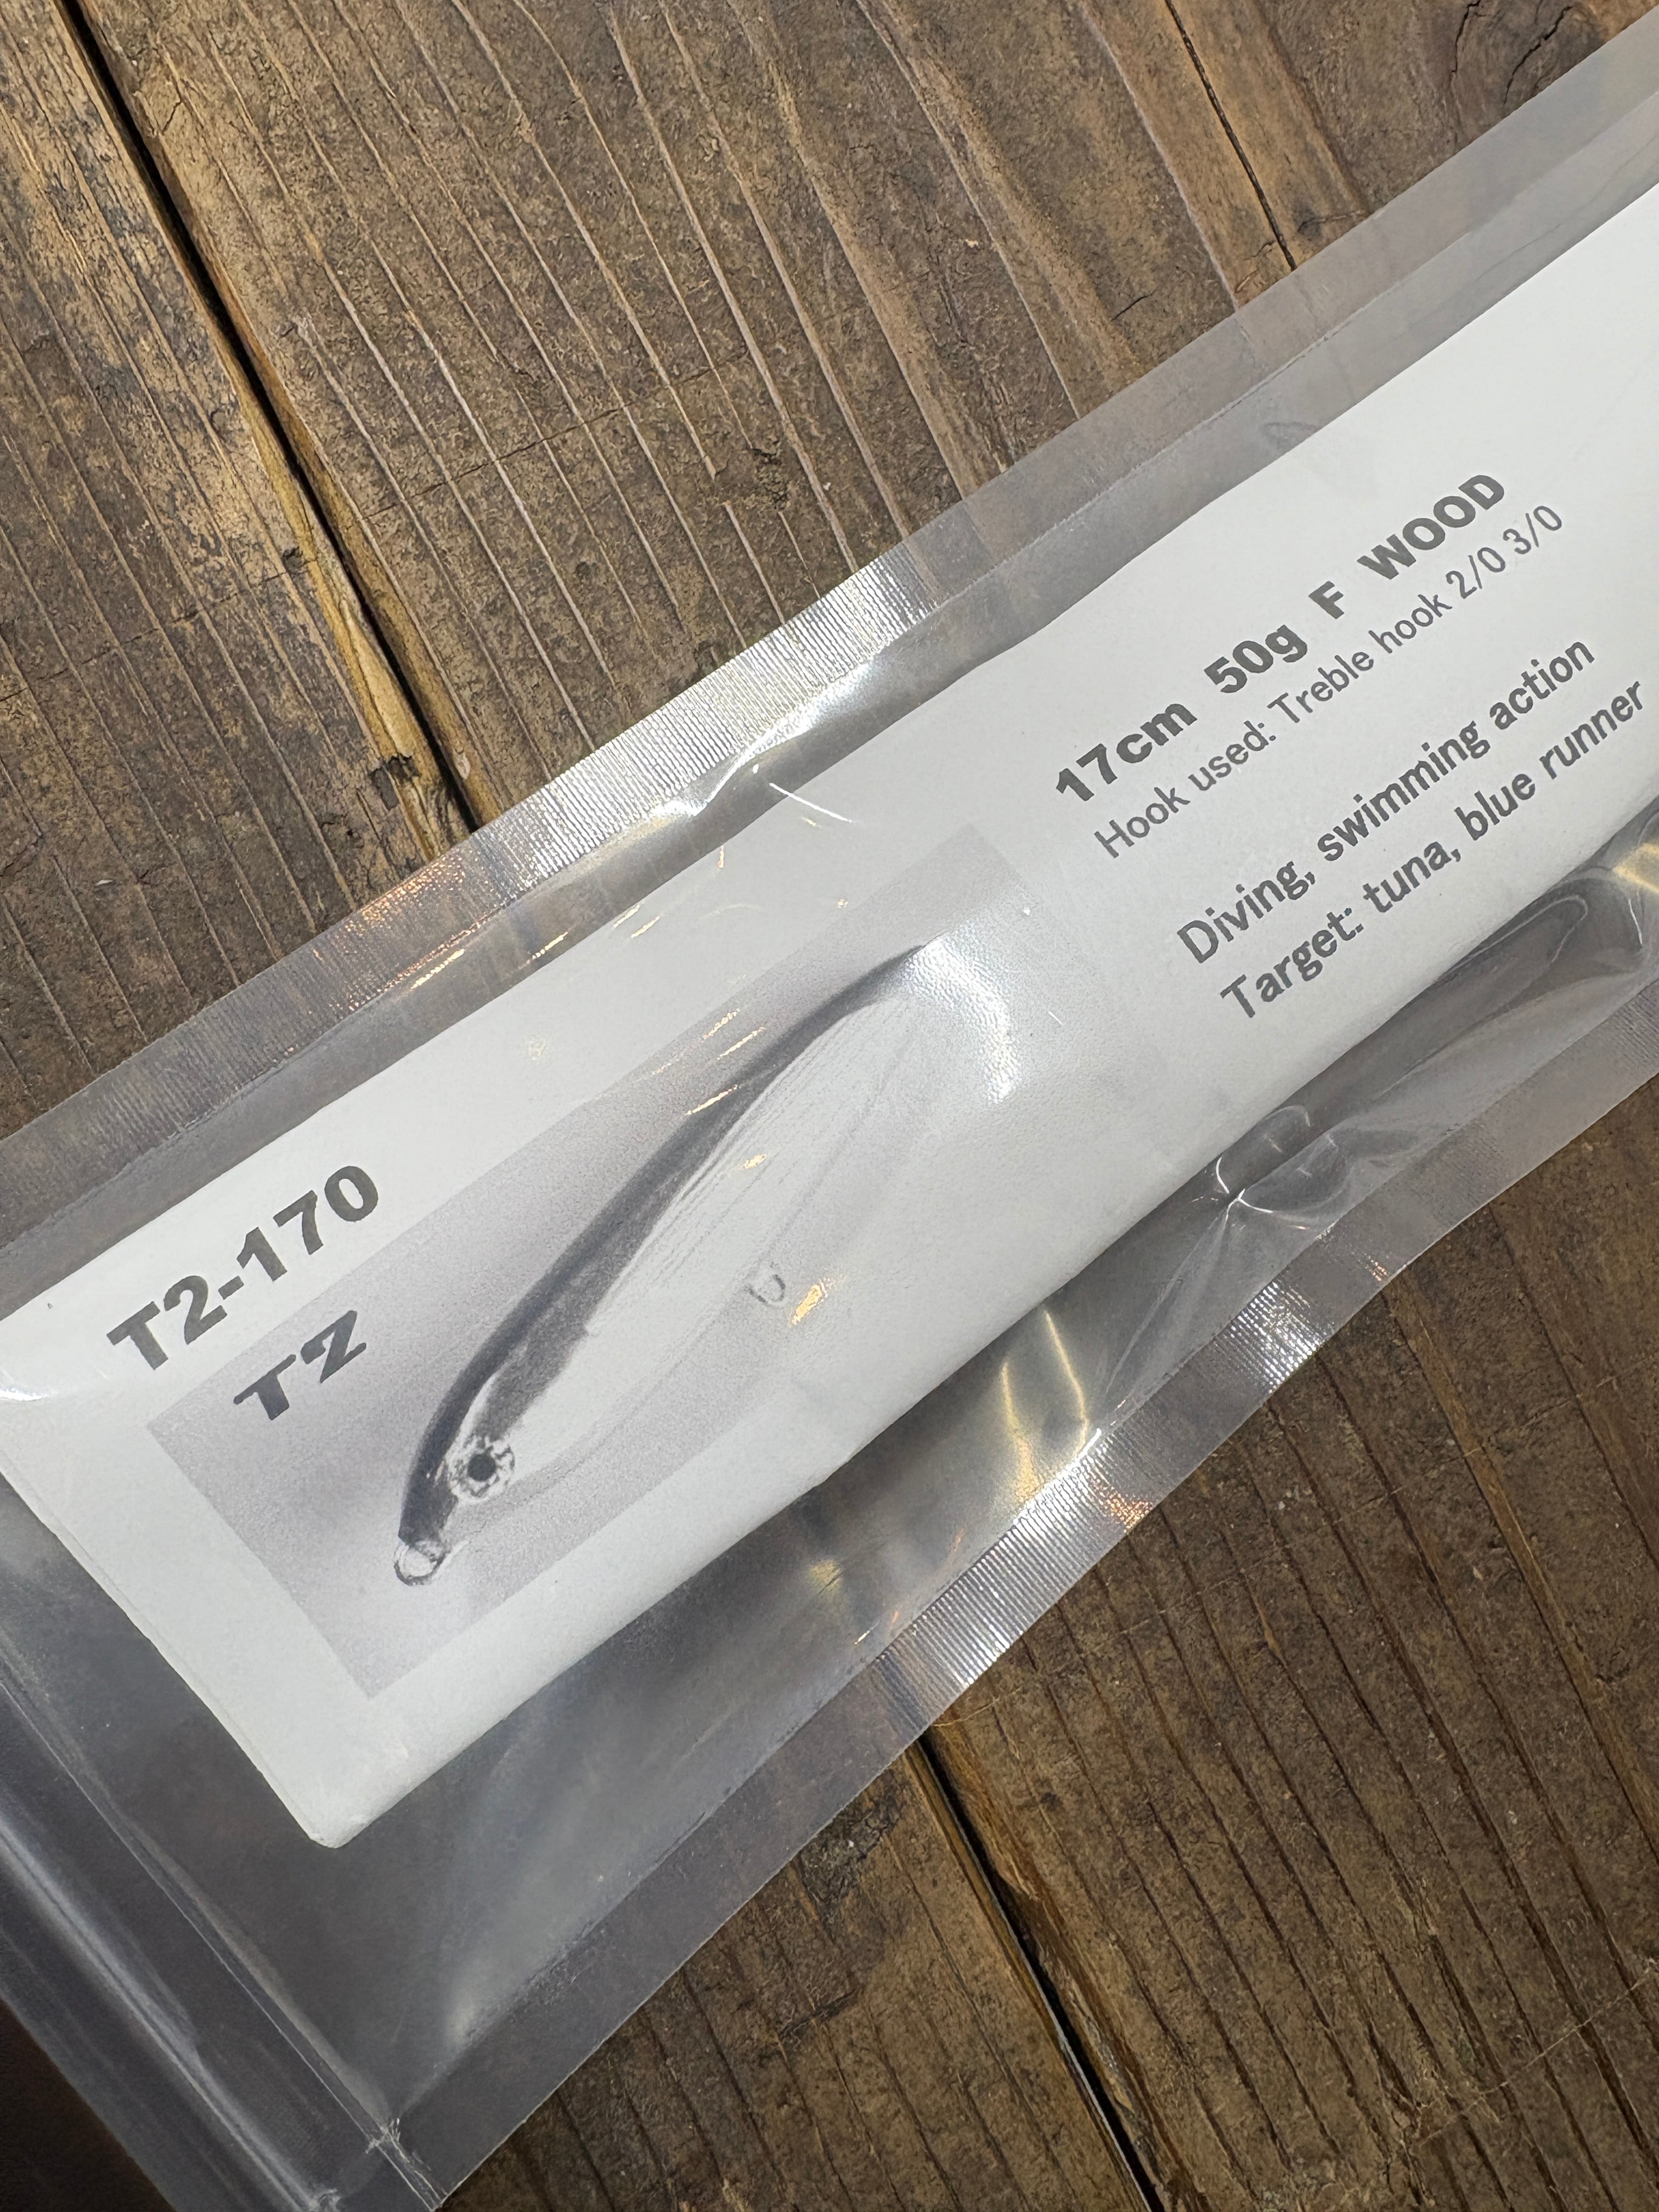 T2-170
T2
17cm 50g F WOOD
Hook used: Treble hook 2/0 3/0
Diving, swimming action
Target: tuna, blue runner